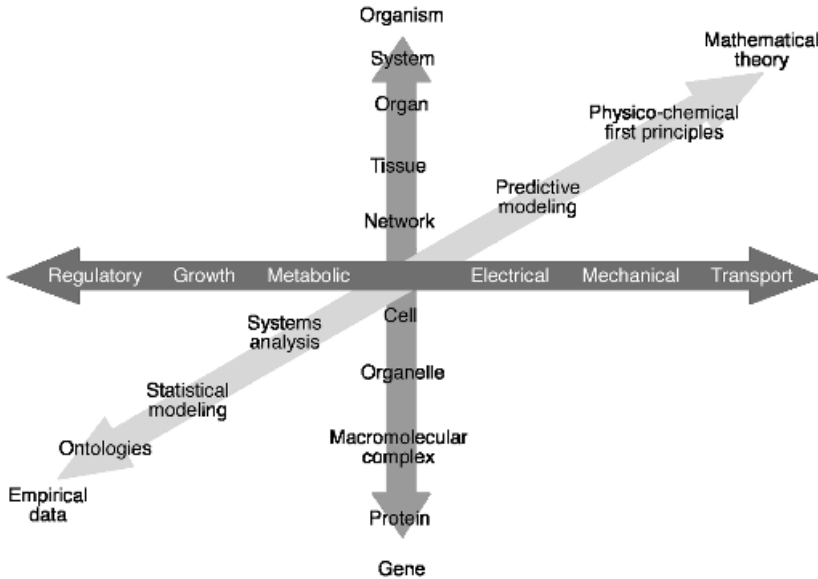 Organism
Mathematical
theory
System
Organ
Physico-chemical
first principles
Tissue
Predictive
modeling
Network
Regulatory Growth Metabolic Electrical Mechanical Transport
Cell
Systems
analysis
Organelle
Statistical
modeling
Macromolecular
complex
Ontologies
Empirical
data
Protein
Gene